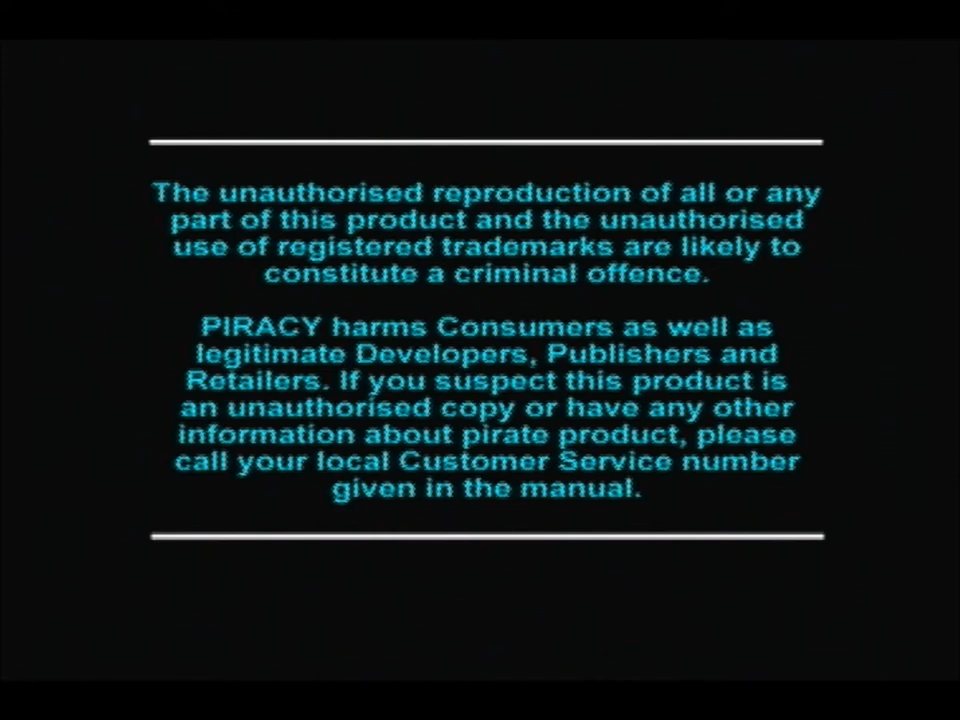 The unauthorised reproduction of all or any
part of this product and the unauthorised
use of registered trademarks are likely to
constitute a criminal offence.
PIRACY harms Consumers as well as
legitimate Developers, Publishers and
Retailers. If you suspect this product is
an unauthorised copy or have any other
information about pirate product, please
call your local Customer Service number
given in the manual.